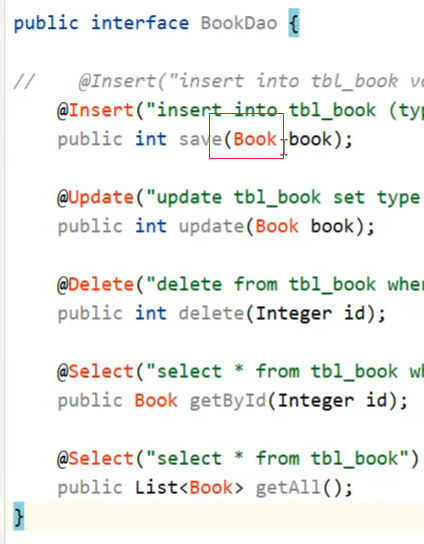 public interface BookDao {
// @Insert("insert into tbl_book
@Insert("insert into tbl_book (typ
public int save(Book book);
@Update("update tbl_book set type
public int update(Book book);
@Delete("delete from tbl_book wher
public int delete(Integer id);
@Select("select * from tbl_book wh
public Book getById(Integer id);
@Select("select * from tbl_book")
public List<Book> getAll();
}